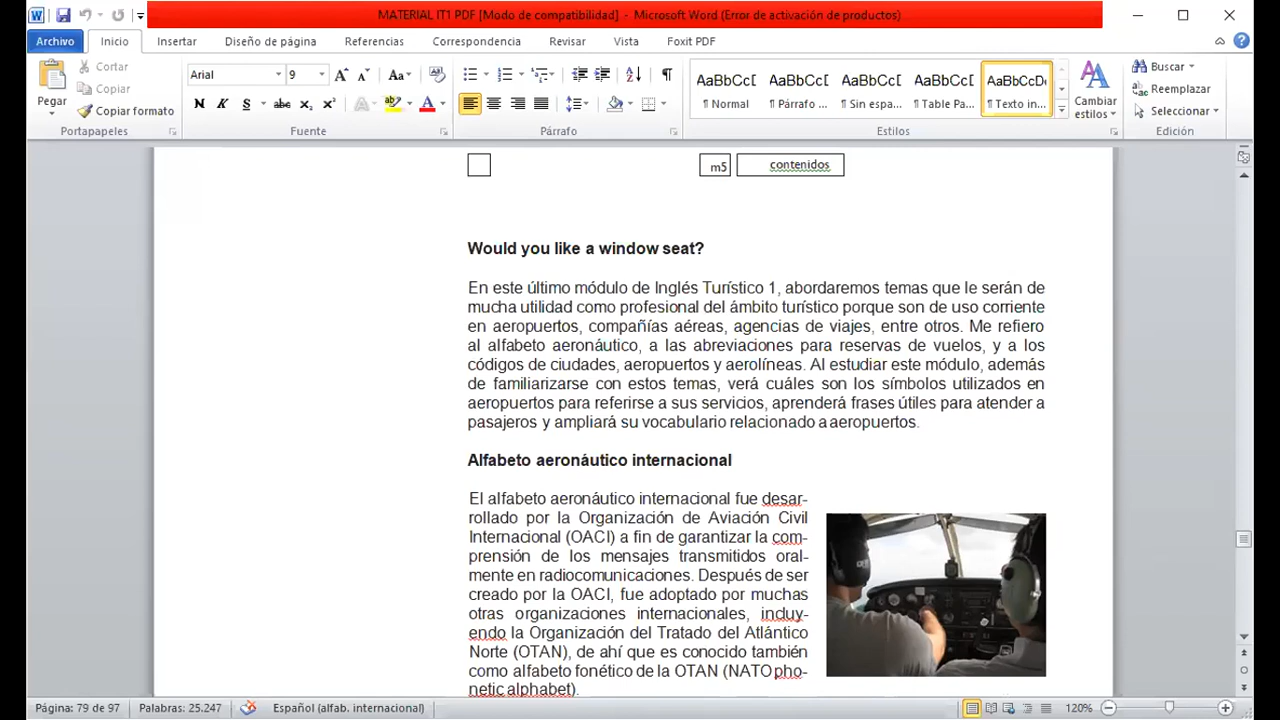 MATERIAL IT1 PDF [Modo de compatibilidad] - Microsoft Word (Error de activación de productos)
Archivo Inicio Insertar Diseño de página Referencias Correspondencia Revisar Vista Foxit PDF
Pegar
Cortar
Copiar
Copiar formato
Portapapeles
Arial 9
N K S abc x₂ x² A ab A
Fuente
Párrafo
AaBbCc[ AaBbCc[ AaBbCc[ AaBbCc[ AaBbCcD
¶ Normal ¶ Párrafo ... ¶ Sin espa... ¶ Table Pa... ¶ Texto in...
Cambiar
estilos
Estilos
Buscar
Reemplazar
Seleccionar
Edición
m5 contenidos
Would you like a window seat?
En este último módulo de Inglés Turístico 1, abordaremos temas que le serán de
mucha utilidad como profesional del ámbito turístico porque son de uso corriente
en aeropuertos, compañías aéreas, agencias de viajes, entre otros. Me refiero
al alfabeto aeronáutico, a las abreviaciones para reservas de vuelos, y a los
códigos de ciudades, aeropuertos y aerolíneas. Al estudiar este módulo, además
de familiarizarse con estos temas, verá cuáles son los símbolos utilizados en
aeropuertos para referirse a sus servicios, aprenderá frases útiles para atender a
pasajeros y ampliará su vocabulario relacionado a aeropuertos.
Alfabeto aeronáutico internacional
El alfabeto aeronáutico internacional fue desar-
rollado por la Organización de Aviación Civil
Internacional (OACI) a fin de garantizar la com-
prensión de los mensajes transmitidos oral-
mente en radiocomunicaciones. Después de ser
creado por la OACI, fue adoptado por muchas
otras organizaciones internacionales, incluy-
endo la Organización del Tratado del Atlántico
Norte (OTAN), de ahí que es conocido también
como alfabeto fonético de la OTAN (NATO pho-
netic alphabet).
Página: 79 de 97 Palabras: 25.247 Español (alfab. internacional) 120%